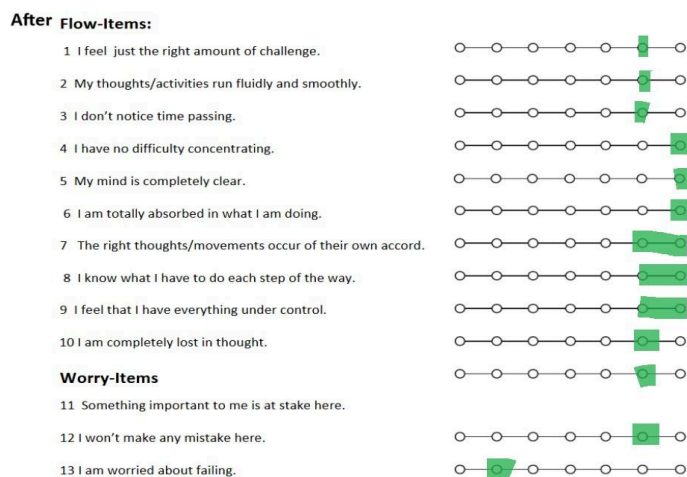 After
Flow-Items:
1 I feel just the right amount of challenge.
2 My thoughts/activities run fluidly and smoothly.
3 I don't notice time passing.
4 I have no difficulty concentrating.
5 My mind is completely clear.
6 I am totally absorbed in what I am doing.
7 The right thoughts/movements occur of their own accord.
8 I know what I have to do each step of the way.
9 I feel that I have everything under control.
10 I am completely lost in thought.
Worry-Items
11 Something important to me is at stake here.
12 I won't make any mistake here.
13 I am worried about failing.